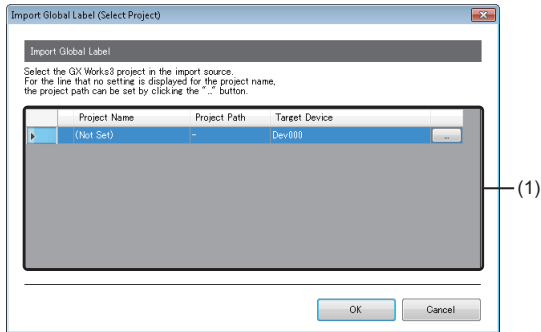 Import Global Label (Select Project)
Import Global Label
Select the GX Works3 project in the import source.
For the line that no setting is displayed for the project name,
the project path can be set by clicking the "..." button.
Project Name Project Path Target Device
(Not Set) - Dev000 ...
(1)
OK Cancel